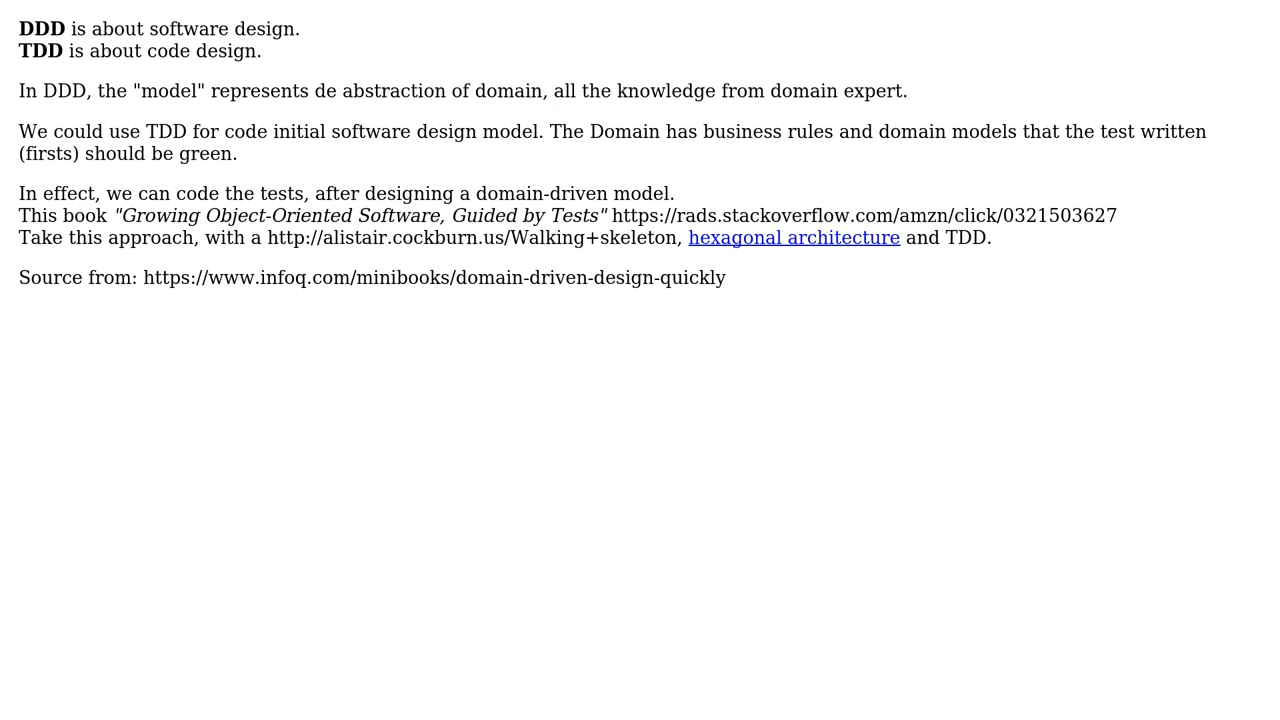 DDD is about software design.
TDD is about code design.
In DDD, the "model" represents de abstraction of domain, all the knowledge from domain expert.
We could use TDD for code initial software design model. The Domain has business rules and domain models that the test written
(firsts) should be green.
In effect, we can code the tests, after designing a domain-driven model.
This book "Growing Object-Oriented Software, Guided by Tests" https://rads.stackoverflow.com/amzn/click/0321503627
Take this approach, with a http://alistair.cockburn.us/Walking+skeleton, hexagonal architecture and TDD.
Source from: https://www.infoq.com/minibooks/domain-driven-design-quickly